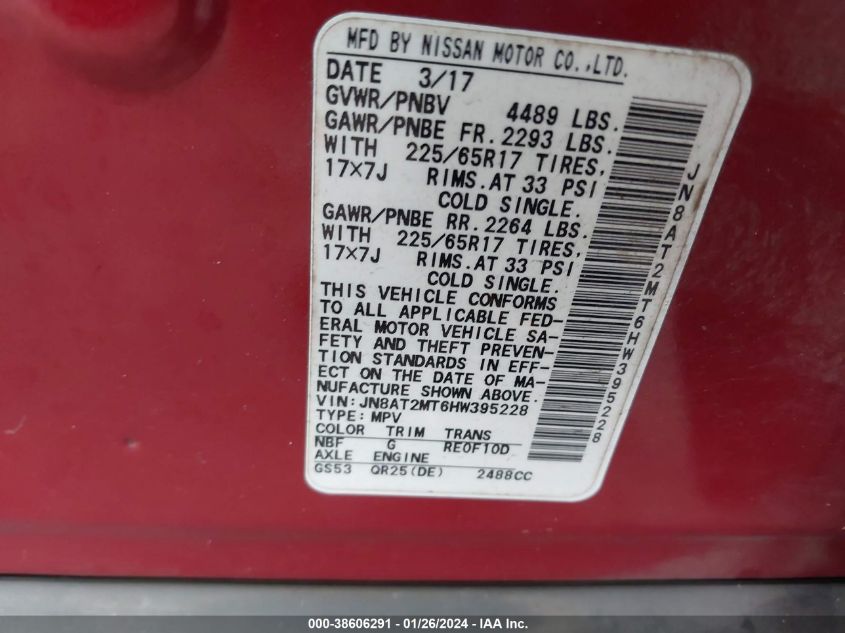 MFD BY NISSAN MOTOR CO.,LTD.
DATE 3/17
GVWR/PNBV 4489 LBS.
GAWR/PNBE FR. 2293 LBS.
WITH 225/65R17 TIRES,
17×7J RIMS. AT 33 PSI
COLD SINGLE.
GAWR/PNBE RR. 2264 LBS.
WITH 225/65R17 TIRES,
17×7J RIMS. AT 33 PSI
COLD SINGLE.
THIS VEHICLE CONFORMS
TO ALL APPLICABLE FED-
ERAL MOTOR VEHICLE SA-
FETY AND THEFT PREVEN-
TION STANDARDS IN EFF-
ECT ON THE DATE OF MA-
NUFACTURE SHOWN ABOVE.
VIN: JN8AT2MT6HW395228
TYPE: MPV
COLOR TRIM TRANS
NBF G RE0F10D
AXLE ENGINE
GS53 QR25(DE) 2488CC
JN8AT2MT6HW395228
000-38606291 - 01/26/2024 - IAA Inc.